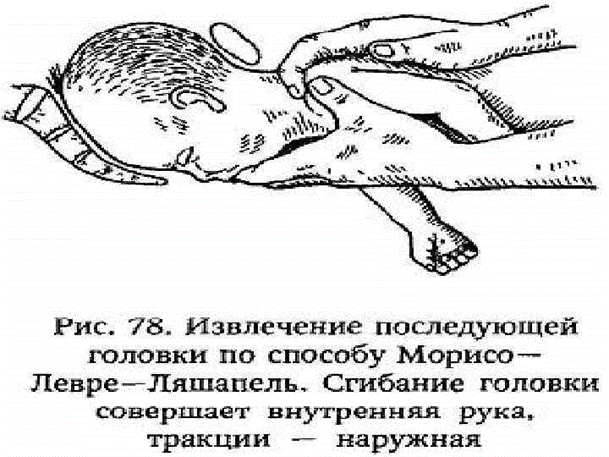 Рис. 78. Извлечение последующей
головки по способу Морисо—
Левре—Ляшапель. Сгибание головки
совершает внутренняя рука,
тракции — наружная